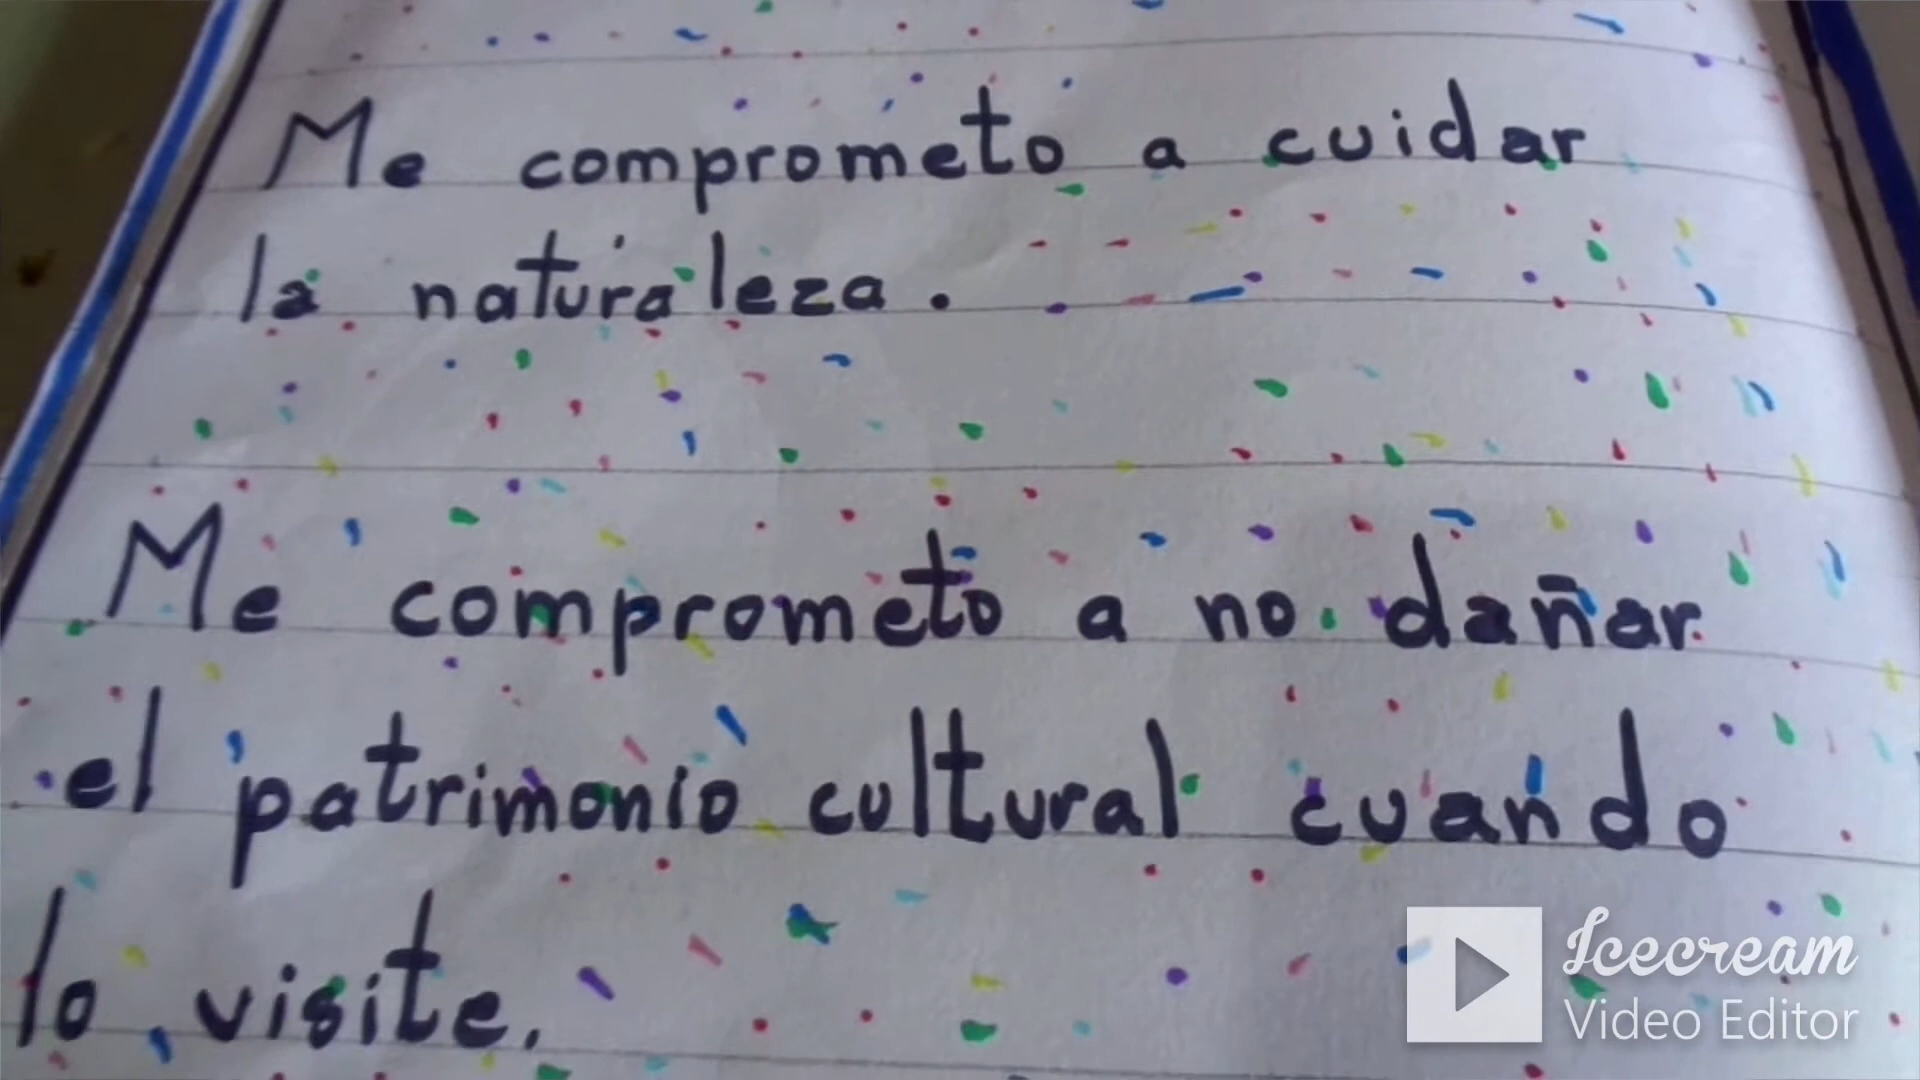 Me comprometo a cuidar
la naturaleza.
Me comprometo a no dañar
el patrimonio cultural cuando
lo visite.
Icecream
Video Editor